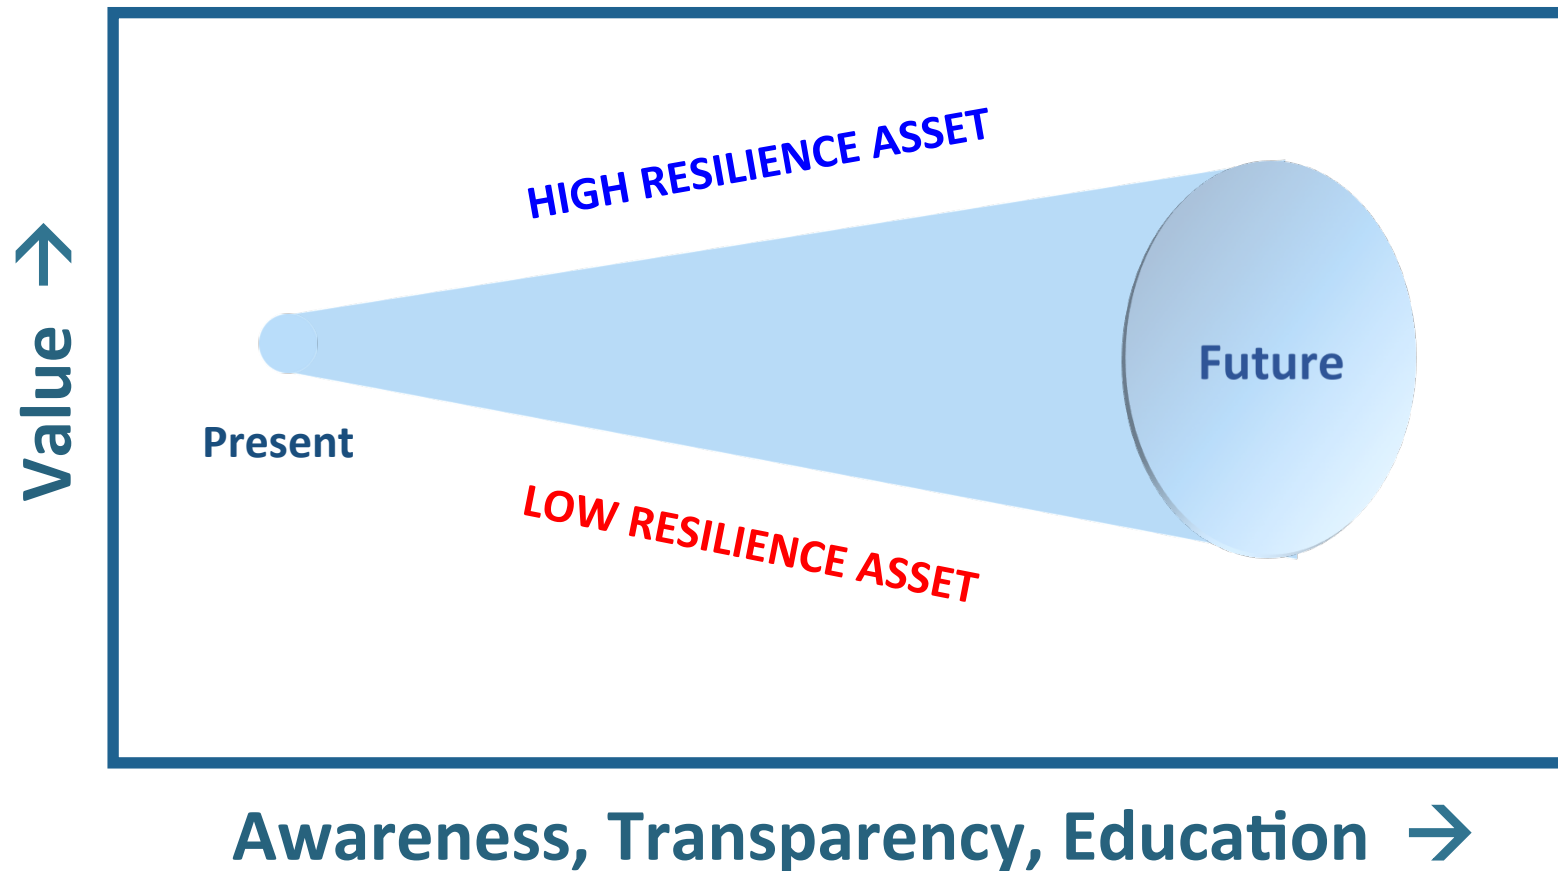 HIGH RESILIENCE ASSET
Value →
Future
Present
LOW RESILIENCE ASSET
Awareness, Transparency, Education →